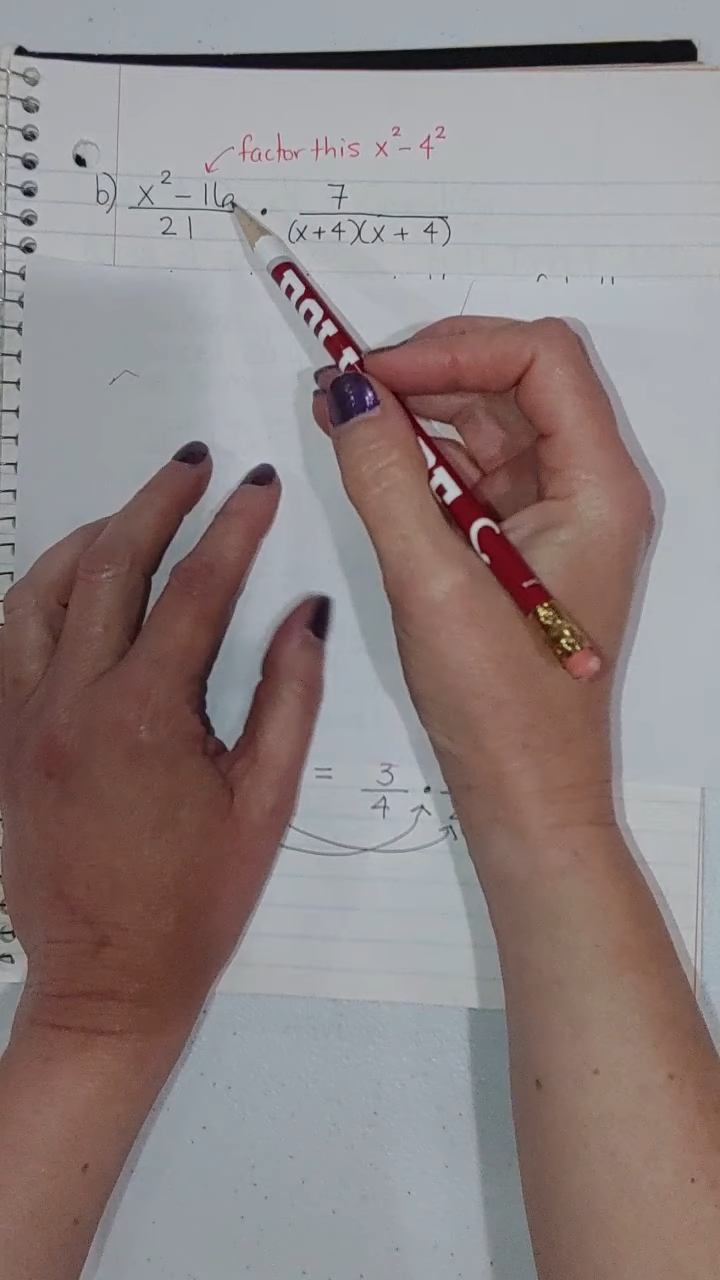 factor this x² - 4²
b) x² - 16 / 21 · 7 / (x+4)(x + 4)
= 3/4 ·